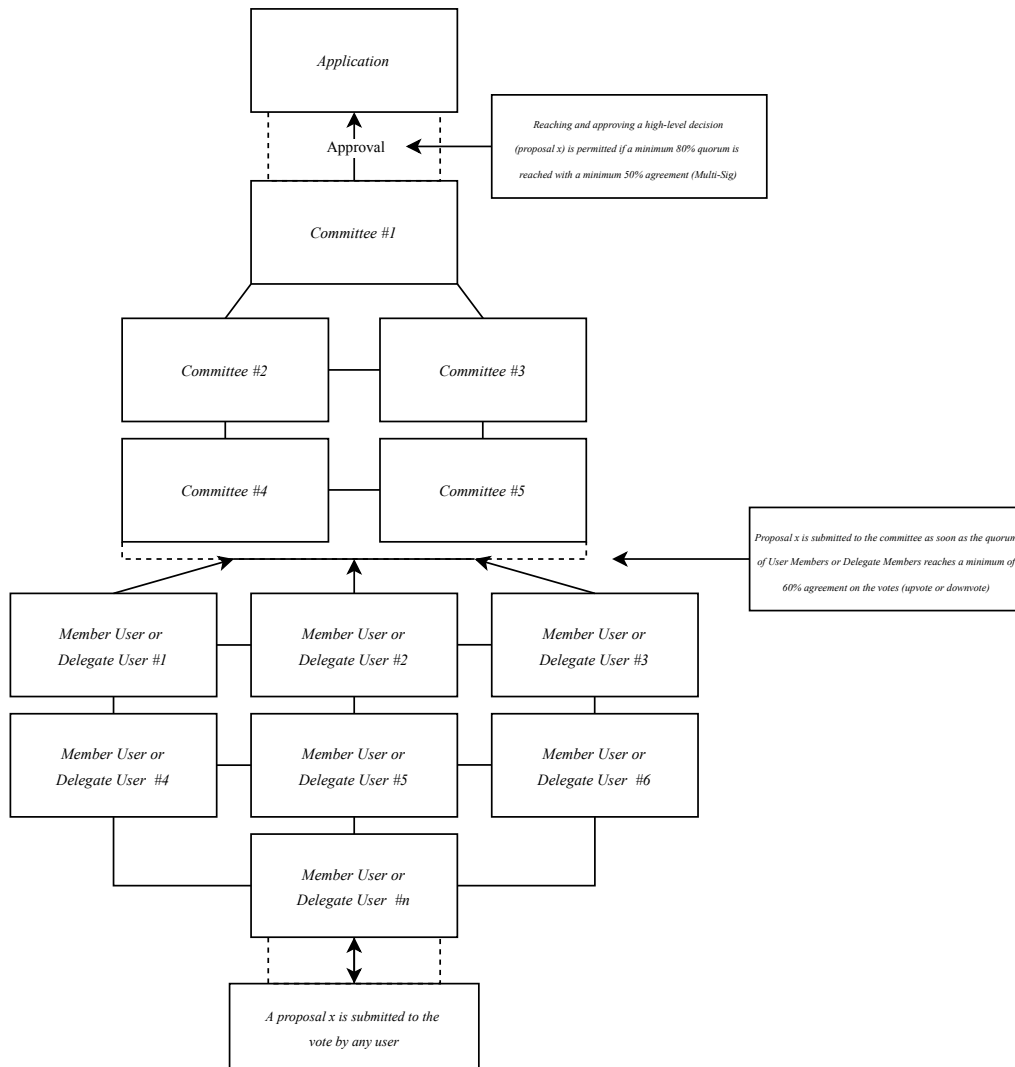 Application
Approval
Reaching and approving a high-level decision
(proposal x) is permitted if a minimum 80% quorum is
reached with a minimum 50% agreement (Multi-Sig)
Committee #1
Committee #2
Committee #3
Committee #4
Committee #5
Proposal x is submitted to the committee as soon as the quorum
of User Members or Delegate Members reaches a minimum of
60% agreement on the votes (upvote or downvote)
Member User or
Delegate User #1
Member User or
Delegate User #2
Member User or
Delegate User #3
Member User or
Delegate User #4
Member User or
Delegate User #5
Member User or
Delegate User #6
Member User or
Delegate User #n
A proposal x is submitted to the
vote by any user